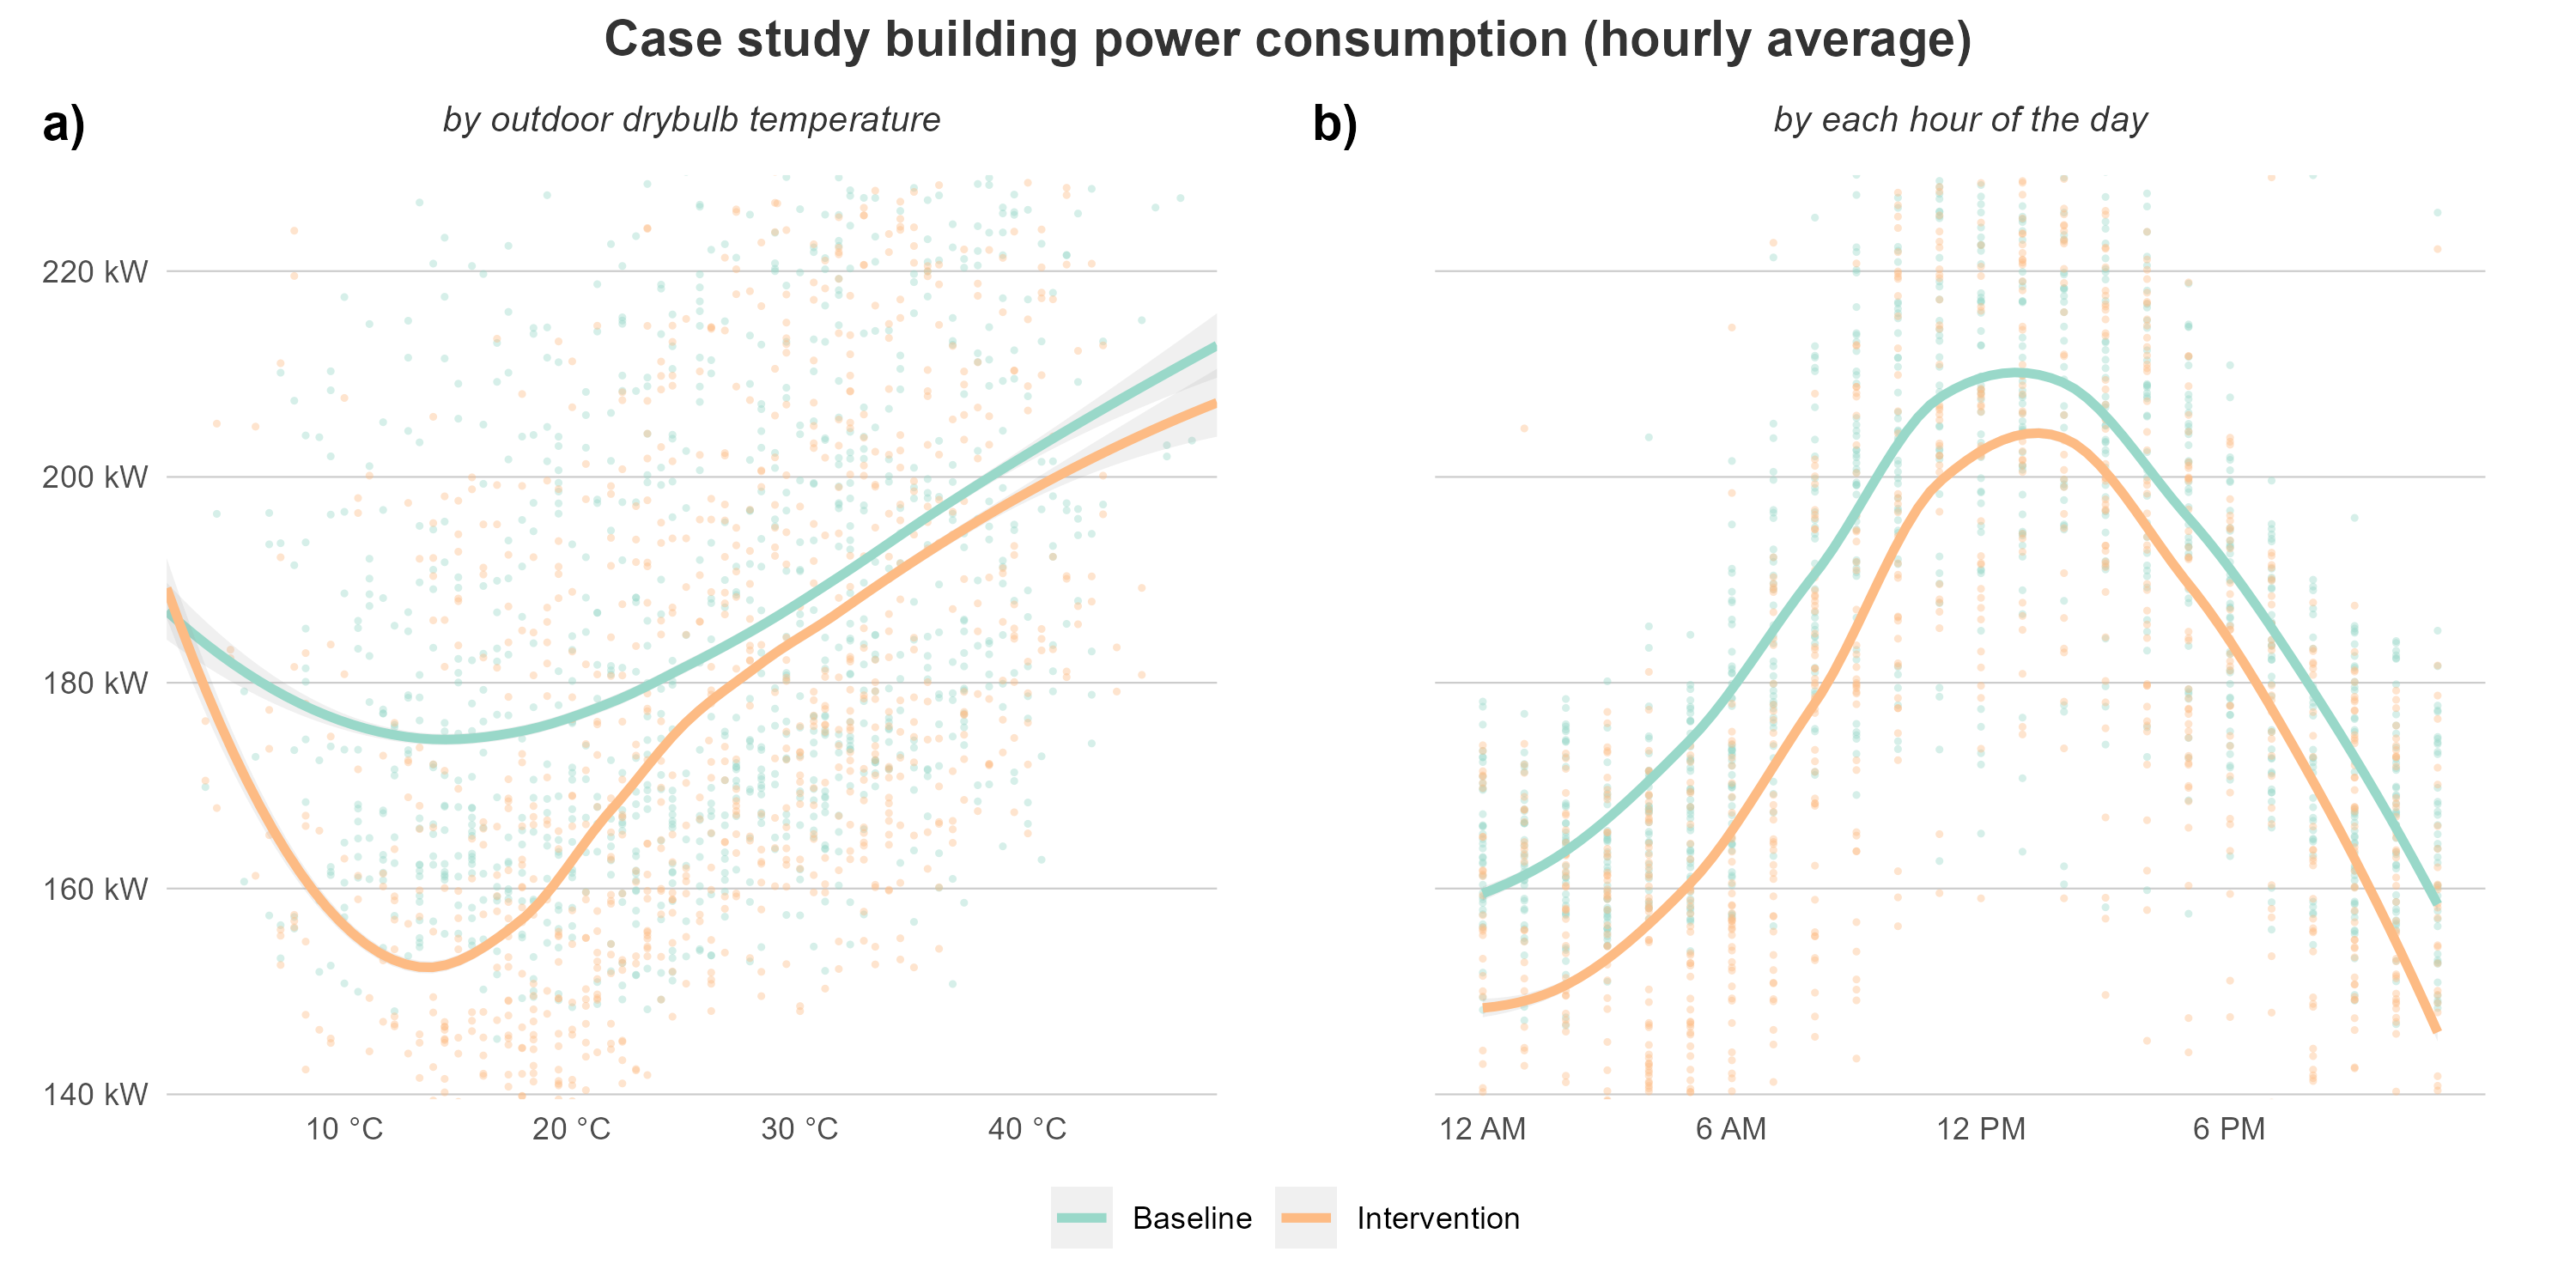 Case study building power consumption (hourly average)
a)
by outdoor drybulb temperature
b)
by each hour of the day
220 kW
200 kW
180 kW
160 kW
140 kW
10 °C
20 °C
30 °C
40 °C
12 AM
6 AM
12 PM
6 PM
Baseline
Intervention